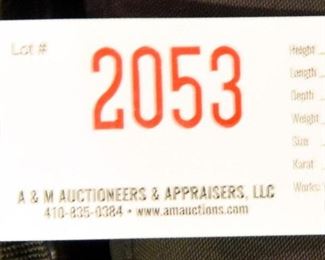 Lot #
2053
Height
Length
Depth
Weight
Size
Karat
Works
A & M AUCTIONEERS & APPRAISERS, LLC
410-835-0384 • www.amauctions.com